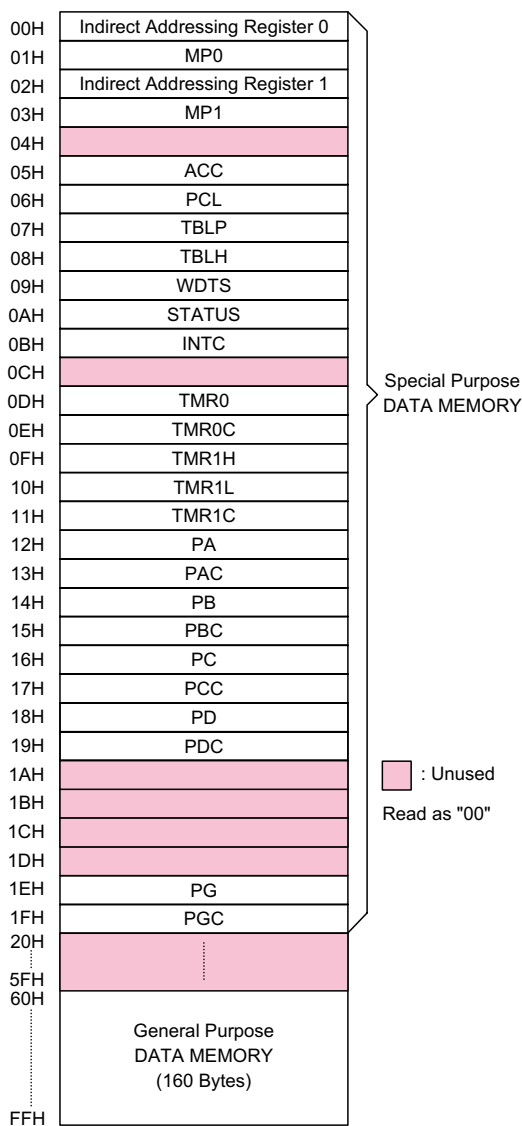 00H Indirect Addressing Register 0
01H MP0
02H Indirect Addressing Register 1
03H MP1
04H
05H ACC
06H PCL
07H TBLP
08H TBLH
09H WDTS
0AH STATUS
0BH INTC
0CH
0DH TMR0
0EH TMR0C
0FH TMR1H
10H TMR1L
11H TMR1C
12H PA
13H PAC
14H PB
15H PBC
16H PC
17H PCC
18H PD
19H PDC
1AH
1BH
1CH
1DH
1EH PG
1FH PGC
20H
5FH
60H
General Purpose
DATA MEMORY
(160 Bytes)
FFH
Special Purpose
DATA MEMORY
: Unused
Read as "00"